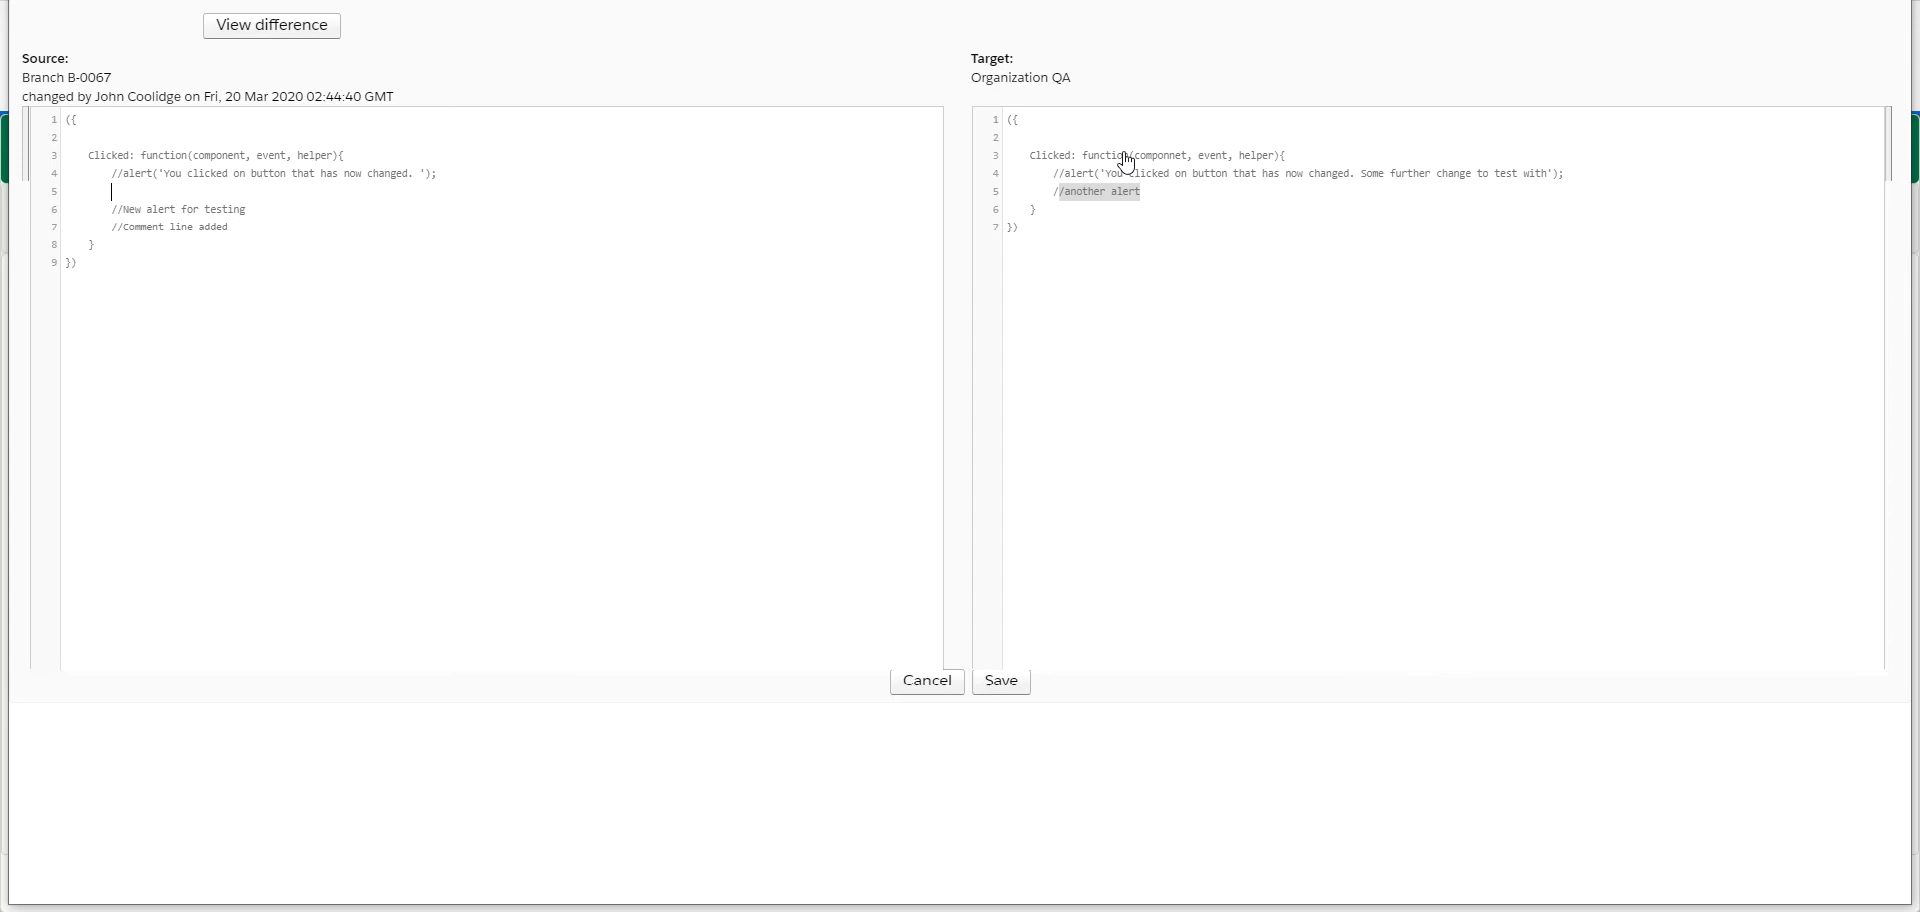 View difference
Source:
Branch B-0067
changed by John Coolidge on Fri, 20 Mar 2020 02:44:40 GMT
1 ({
2
3 Clicked: function(component, event, helper){
4 //alert('You clicked on button that has now changed. ');
5
6 //New alert for testing
7 //Comment line added
8 }
9 })
Target:
Organization QA
1 ({
2
3 Clicked: function(componnet, event, helper){
4 //alert('You clicked on button that has now changed. Some further change to test with');
5 //another alert
6 }
7 })
Cancel
Save